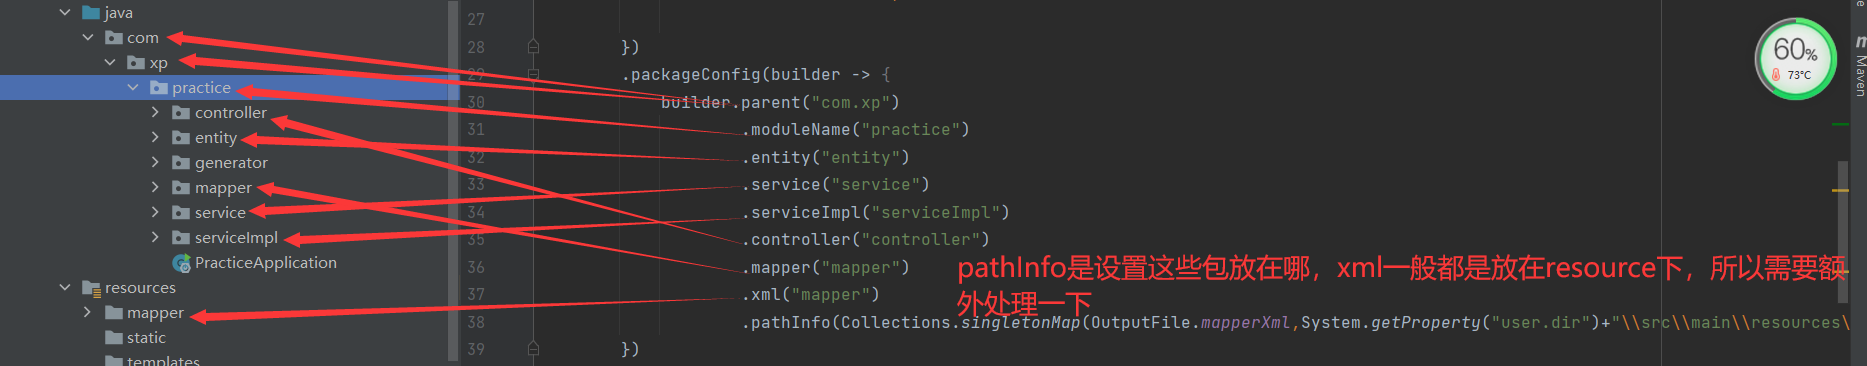 java
com
xp
practice
controller
entity
generator
mapper
service
serviceImpl
PracticeApplication
resources
mapper
static
templates
27
28 })
29 .packageConfig(builder -> {
30 builder.parent("com.xp")
31 .moduleName("practice")
32 .entity("entity")
33 .service("service")
34 .serviceImpl("serviceImpl")
35 .controller("controller")
36 .mapper("mapper")
37 .xml("mapper")
38 .pathInfo(Collections.singletonMap(OutputFile.mapperXml,System.getProperty("user.dir")+"\\src\\main\\resources\
39 })
pathInfo是设置这些包放在哪，xml一般都是放在resource下，所以需要额
外处理一下
60%
73°C
Maven